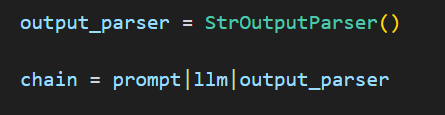 output_parser = StrOutputParser()
chain = prompt|llm|output_parser